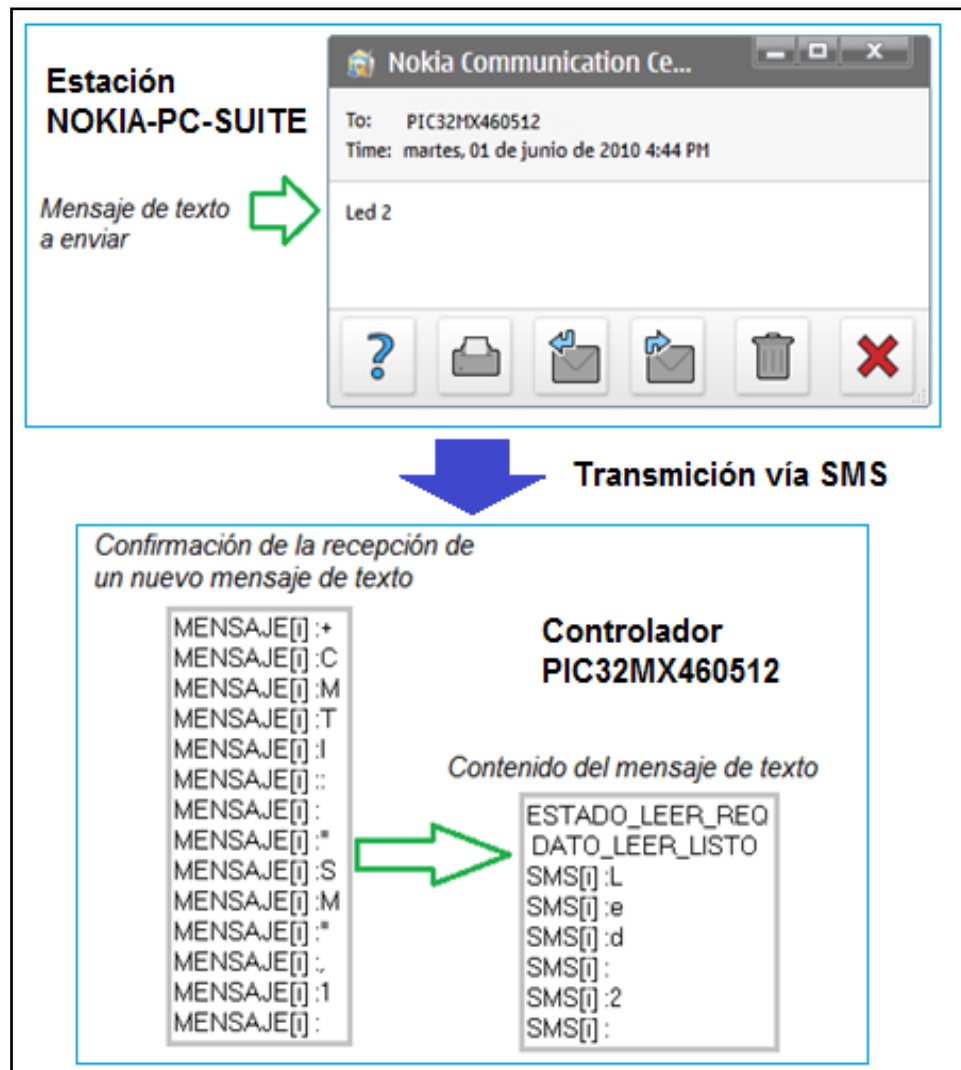 Estación
NOKIA-PC-SUITE
Mensaje de texto
a enviar
Nokia Communication Ce...
To: PIC32MX460512
Time: martes, 01 de junio de 2010 4:44 PM
Led 2
Transmición vía SMS
Confirmación de la recepción de
un nuevo mensaje de texto
MENSAJE[i] :+
MENSAJE[i] :C
MENSAJE[i] :M
MENSAJE[i] :T
MENSAJE[i] :I
MENSAJE[i] ::
MENSAJE[i] :
MENSAJE[i] :"
MENSAJE[i] :S
MENSAJE[i] :M
MENSAJE[i] :"
MENSAJE[i] :,
MENSAJE[i] :1
MENSAJE[i] :
Controlador
PIC32MX460512
Contenido del mensaje de texto
ESTADO_LEER_REQ
DATO_LEER_LISTO
SMS[i] :L
SMS[i] :e
SMS[i] :d
SMS[i] :
SMS[i] :2
SMS[i] :